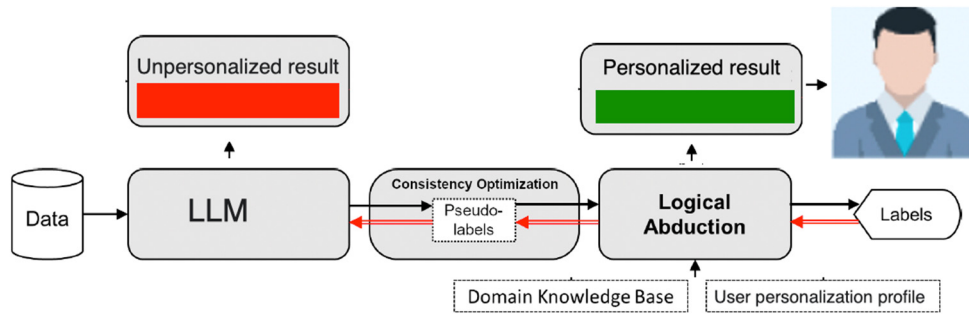 Unpersonalized result
Personalized result
Data
LLM
Consistency Optimization
Pseudo-
labels
Logical
Abduction
Labels
Domain Knowledge Base
User personalization profile